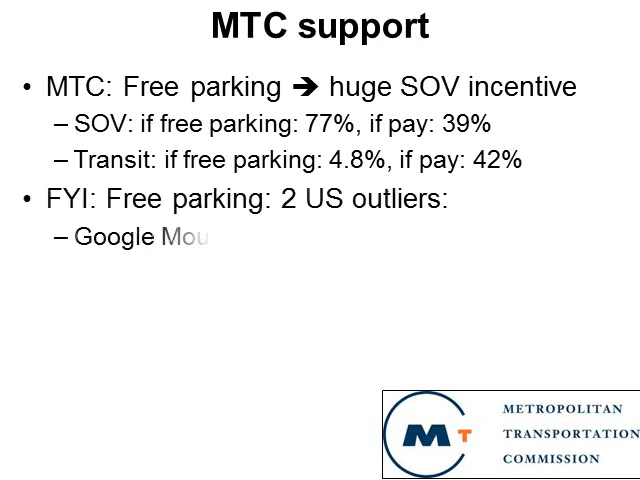 MTC support
• MTC: Free parking ➔ huge SOV incentive
– SOV: if free parking: 77%, if pay: 39%
– Transit: if free parking: 4.8%, if pay: 42%
• FYI: Free parking: 2 US outliers:
– Google Mou
MT
METROPOLITAN
TRANSPORTATION
COMMISSION